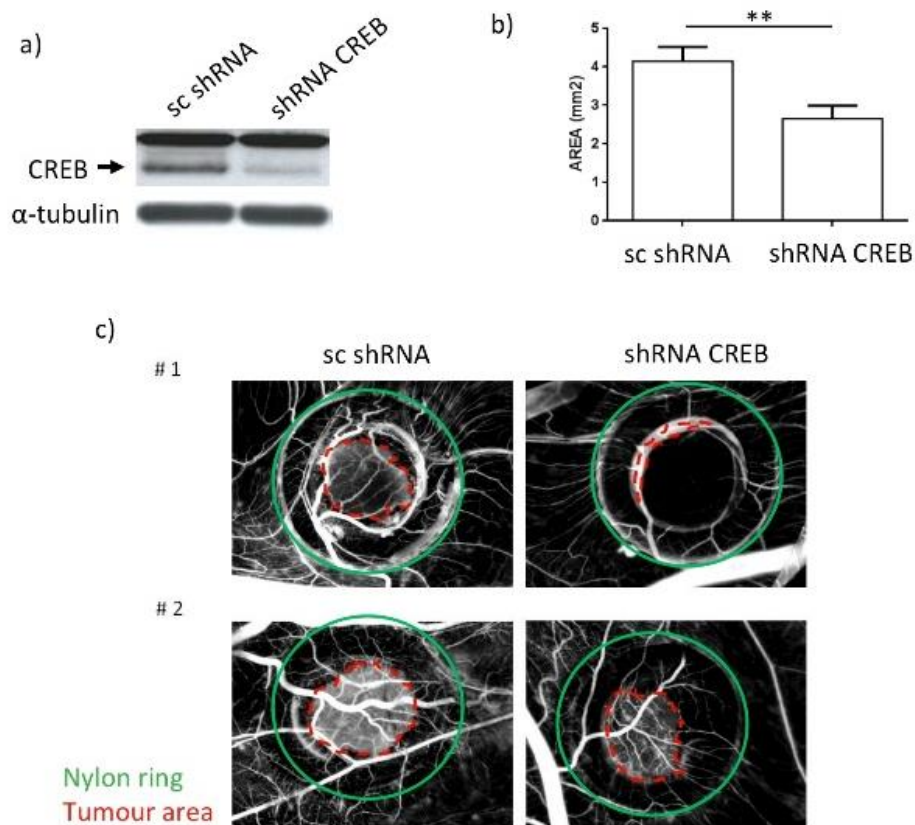 a)
sc shRNA
shRNA CREB
CREB
α-tubulin
b)
**
AREA (mm2)
5
4
3
2
1
0
sc shRNA
shRNA CREB
c)
sc shRNA
shRNA CREB
# 1
# 2
Nylon ring
Tumour area